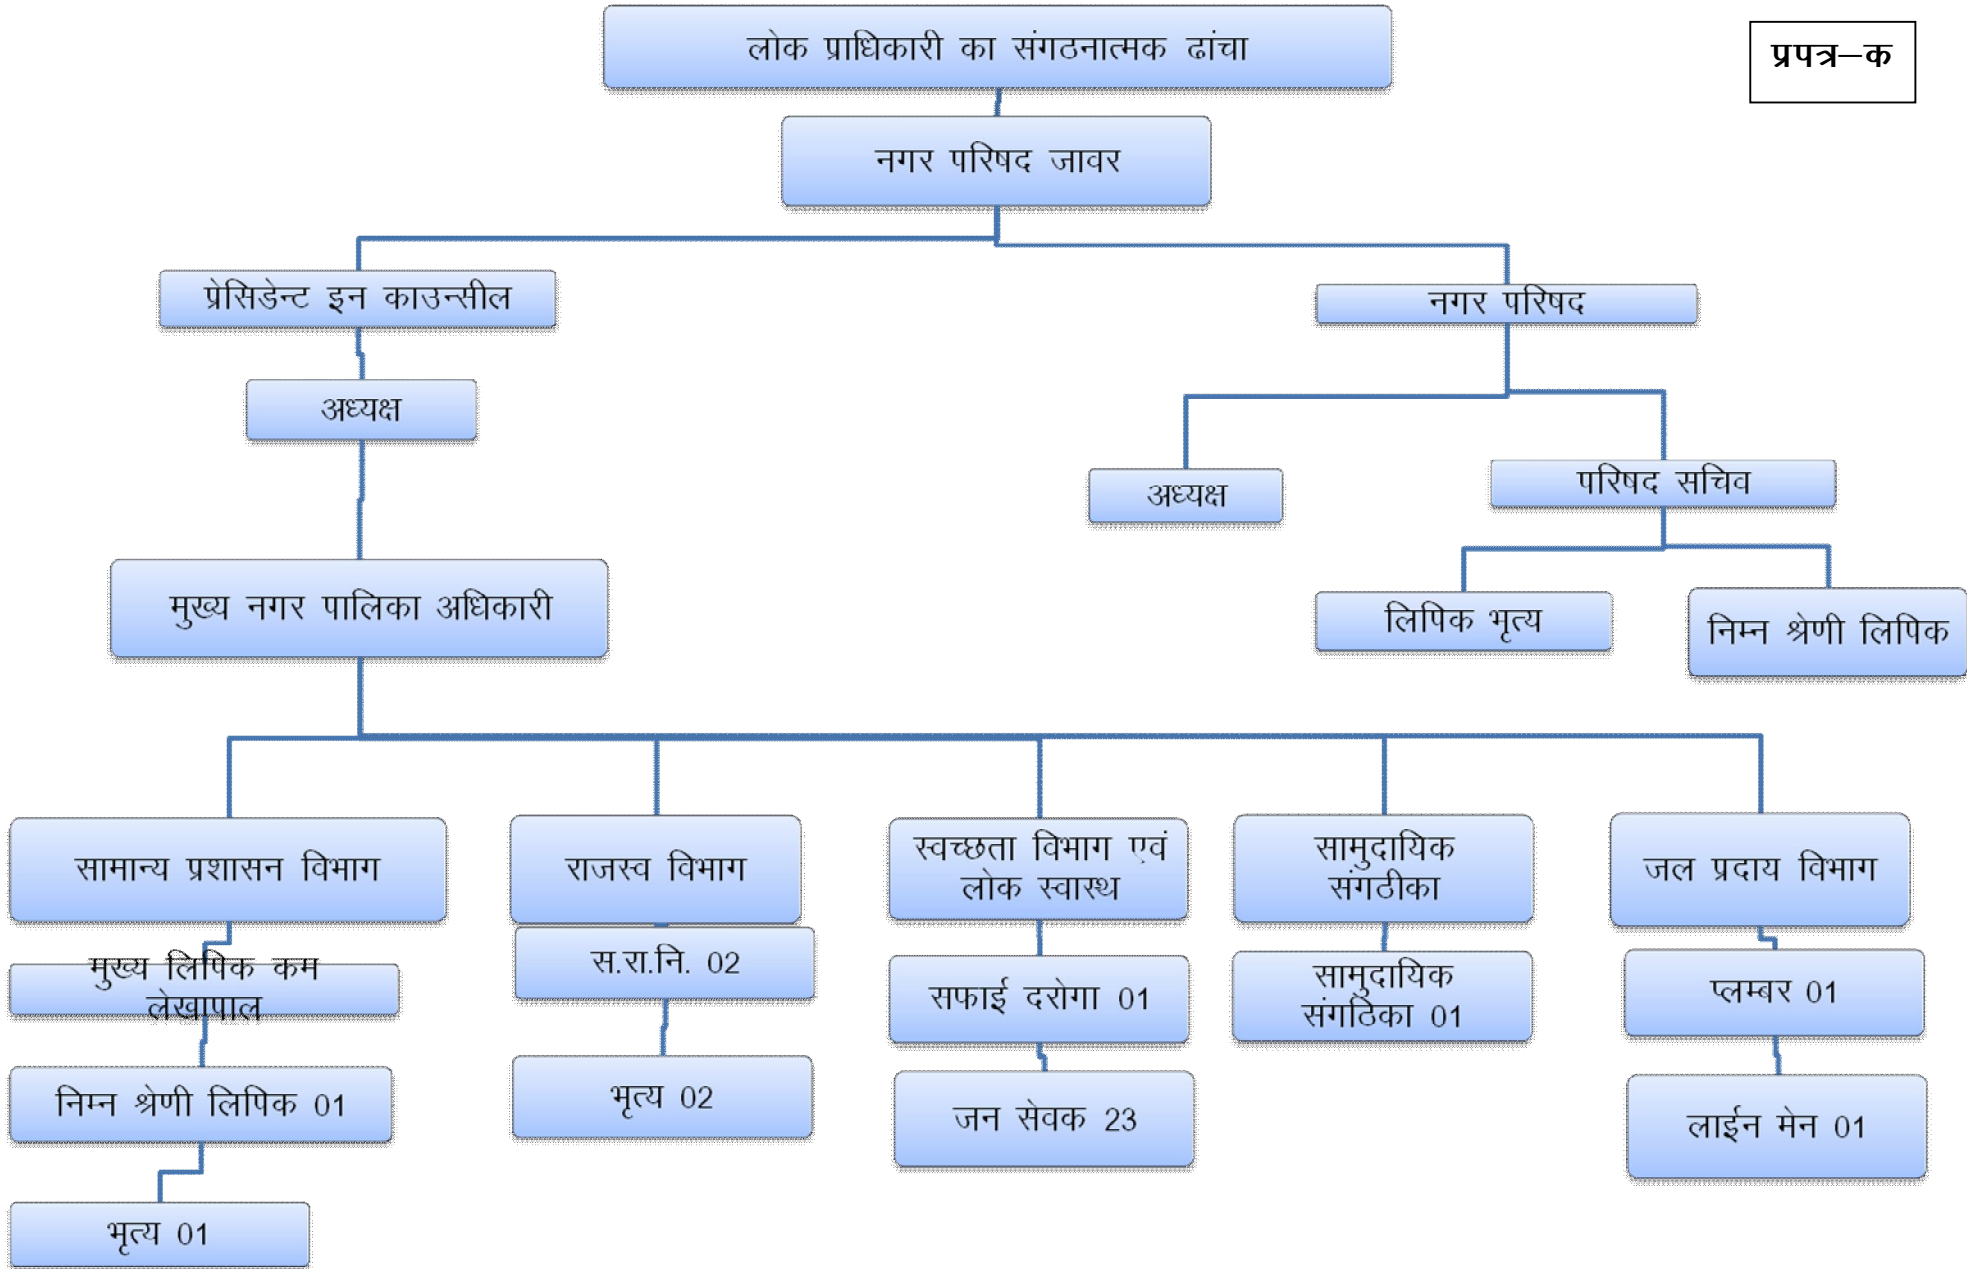 लोक प्राधिकारी का संगठनात्मक ढांचा
प्रपत्र–क
नगर परिषद जावर
प्रेसिडेन्ट इन काउन्सील
नगर परिषद
अध्यक्ष
अध्यक्ष
परिषद सचिव
मुख्य नगर पालिका अधिकारी
लिपिक भृत्य
निम्न श्रेणी लिपिक
सामान्य प्रशासन विभाग
राजस्व विभाग
स्वच्छता विभाग एवं
लोक स्वास्थ
सामुदायिक
संगठीका
जल प्रदाय विभाग
मुख्य लिपिक कम
लेखापाल
स.रा.नि. 02
सफाई दरोगा 01
सामुदायिक
संगठिका 01
प्लम्बर 01
निम्न श्रेणी लिपिक 01
भृत्य 02
जन सेवक 23
लाईन मेन 01
भृत्य 01